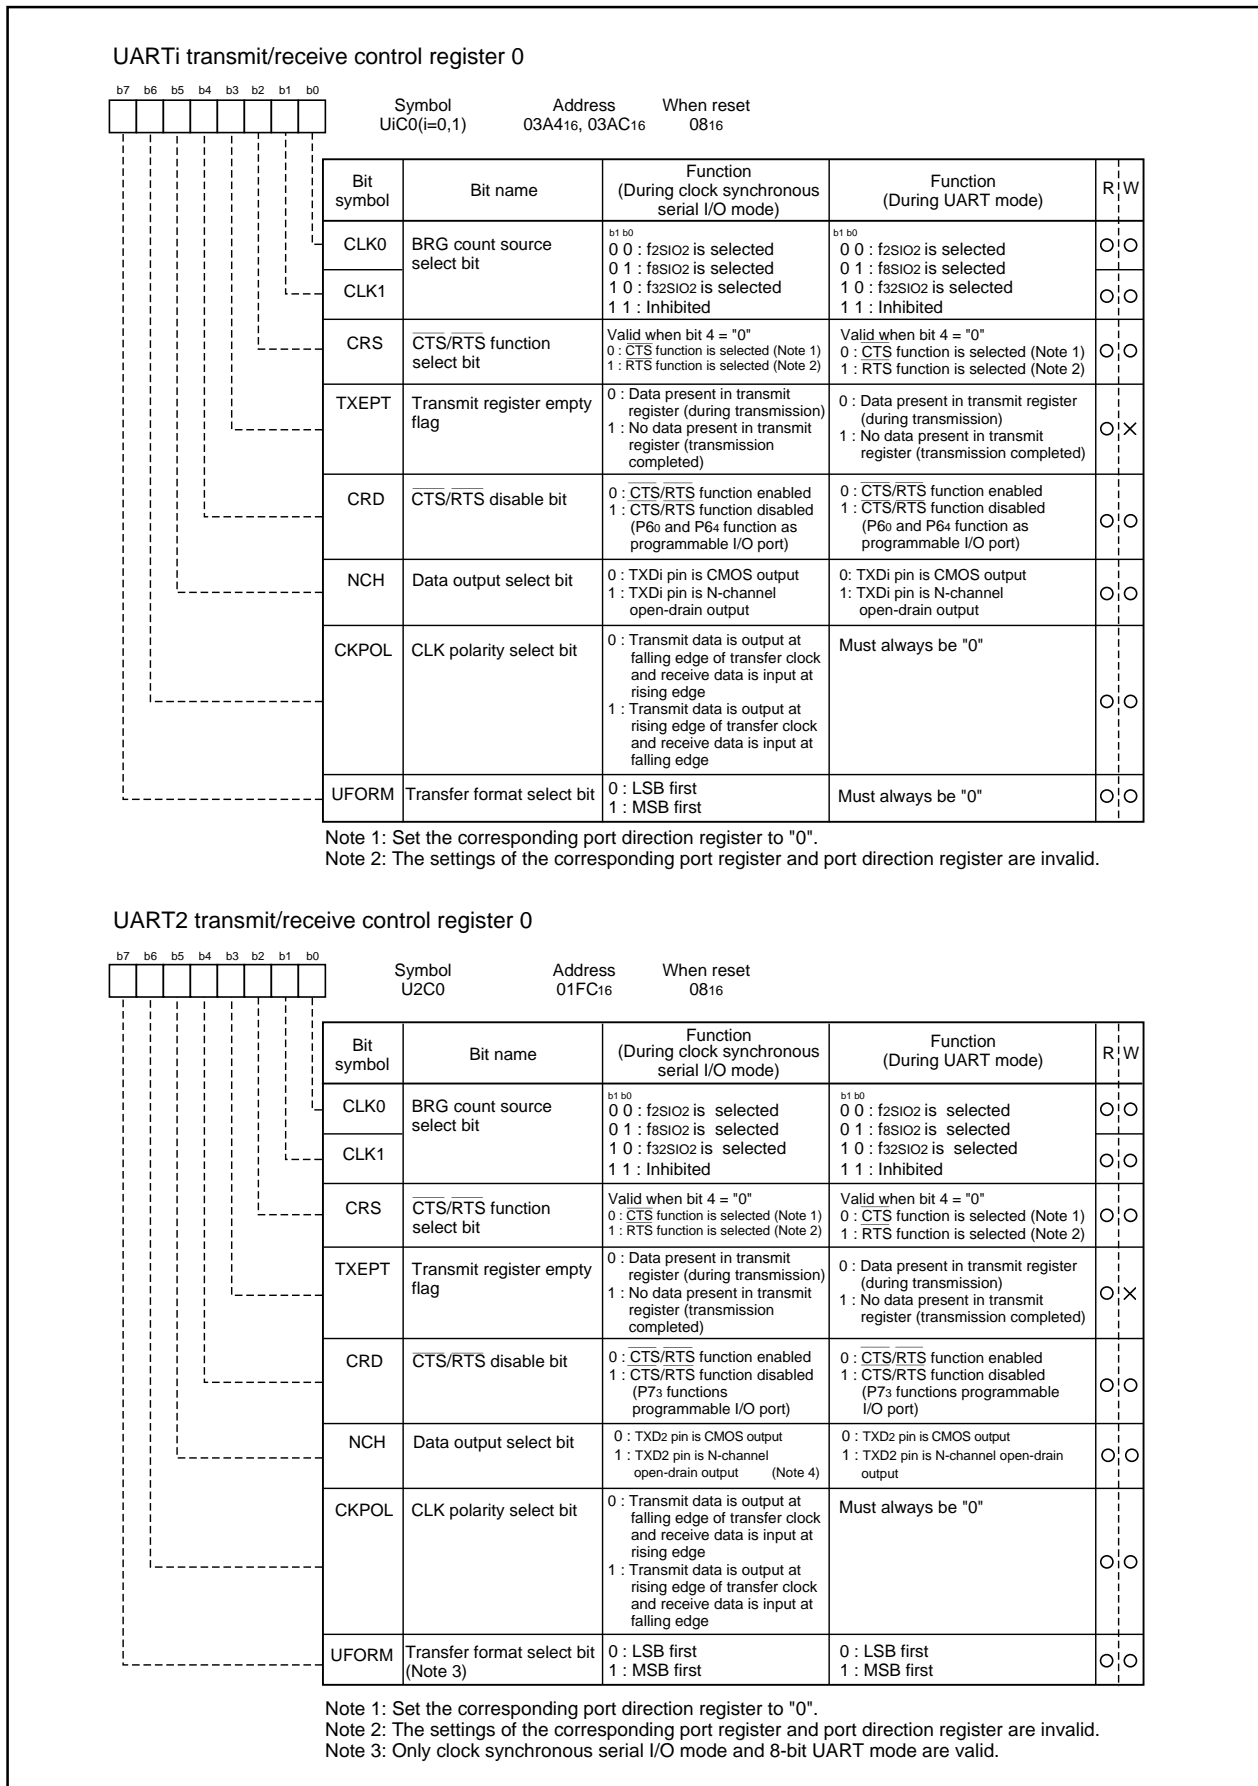 UARTi transmit/receive control register 0
b7 b6 b5 b4 b3 b2 b1 b0
Symbol Address When reset
UiC0(i=0,1) 03A416, 03AC16 0816
Bit symbol Bit name Function (During clock synchronous serial I/O mode) Function (During UART mode) R W
CLK0 BRG count source select bit
CLK1
b1 b0
0 0 : f2SIO2 is selected
0 1 : f8SIO2 is selected
1 0 : f32SIO2 is selected
1 1 : Inhibited
b1 b0
0 0 : f2SIO2 is selected
0 1 : f8SIO2 is selected
1 0 : f32SIO2 is selected
1 1 : Inhibited
CRS CTS/RTS function select bit
Valid when bit 4 = "0"
0 : CTS function is selected (Note 1)
1 : RTS function is selected (Note 2)
Valid when bit 4 = "0"
0 : CTS function is selected (Note 1)
1 : RTS function is selected (Note 2)
TXEPT Transmit register empty flag
0 : Data present in transmit
register (during transmission)
1 : No data present in transmit
register (transmission
completed)
0 : Data present in transmit register
(during transmission)
1 : No data present in transmit
register (transmission completed)
CRD CTS/RTS disable bit
0 : CTS/RTS function enabled
1 : CTS/RTS function disabled
(P60 and P64 function as
programmable I/O port)
0 : CTS/RTS function enabled
1 : CTS/RTS function disabled
(P60 and P64 function as
programmable I/O port)
NCH Data output select bit
0 : TXDi pin is CMOS output
1 : TXDi pin is N-channel
open-drain output
0: TXDi pin is CMOS output
1: TXDi pin is N-channel
open-drain output
CKPOL CLK polarity select bit
0 : Transmit data is output at
falling edge of transfer clock
and receive data is input at
rising edge
1 : Transmit data is output at
rising edge of transfer clock
and receive data is input at
falling edge
Must always be "0"
UFORM Transfer format select bit
0 : LSB first
1 : MSB first
Must always be "0"
Note 1: Set the corresponding port direction register to "0".
Note 2: The settings of the corresponding port register and port direction register are invalid.
UART2 transmit/receive control register 0
b7 b6 b5 b4 b3 b2 b1 b0
Symbol Address When reset
U2C0 01FC16 0816
Bit symbol Bit name Function (During clock synchronous serial I/O mode) Function (During UART mode) R W
CLK0 BRG count source select bit
CLK1
b1 b0
0 0 : f2SIO2 is selected
0 1 : f8SIO2 is selected
1 0 : f32SIO2 is selected
1 1 : Inhibited
b1 b0
0 0 : f2SIO2 is selected
0 1 : f8SIO2 is selected
1 0 : f32SIO2 is selected
1 1 : Inhibited
CRS CTS/RTS function select bit
Valid when bit 4 = "0"
0 : CTS function is selected (Note 1)
1 : RTS function is selected (Note 2)
Valid when bit 4 = "0"
0 : CTS function is selected (Note 1)
1 : RTS function is selected (Note 2)
TXEPT Transmit register empty flag
0 : Data present in transmit
register (during transmission)
1 : No data present in transmit
register (transmission
completed)
0 : Data present in transmit register
(during transmission)
1 : No data present in transmit
register (transmission completed)
CRD CTS/RTS disable bit
0 : CTS/RTS function enabled
1 : CTS/RTS function disabled
(P73 functions
programmable I/O port)
0 : CTS/RTS function enabled
1 : CTS/RTS function disabled
(P73 functions programmable
I/O port)
NCH Data output select bit
0 : TXD2 pin is CMOS output
1 : TXD2 pin is N-channel
open-drain output (Note 4)
0 : TXD2 pin is CMOS output
1 : TXD2 pin is N-channel open-drain
output
CKPOL CLK polarity select bit
0 : Transmit data is output at
falling edge of transfer clock
and receive data is input at
rising edge
1 : Transmit data is output at
rising edge of transfer clock
and receive data is input at
falling edge
Must always be "0"
UFORM Transfer format select bit (Note 3)
0 : LSB first
1 : MSB first
0 : LSB first
1 : MSB first
Note 1: Set the corresponding port direction register to "0".
Note 2: The settings of the corresponding port register and port direction register are invalid.
Note 3: Only clock synchronous serial I/O mode and 8-bit UART mode are valid.